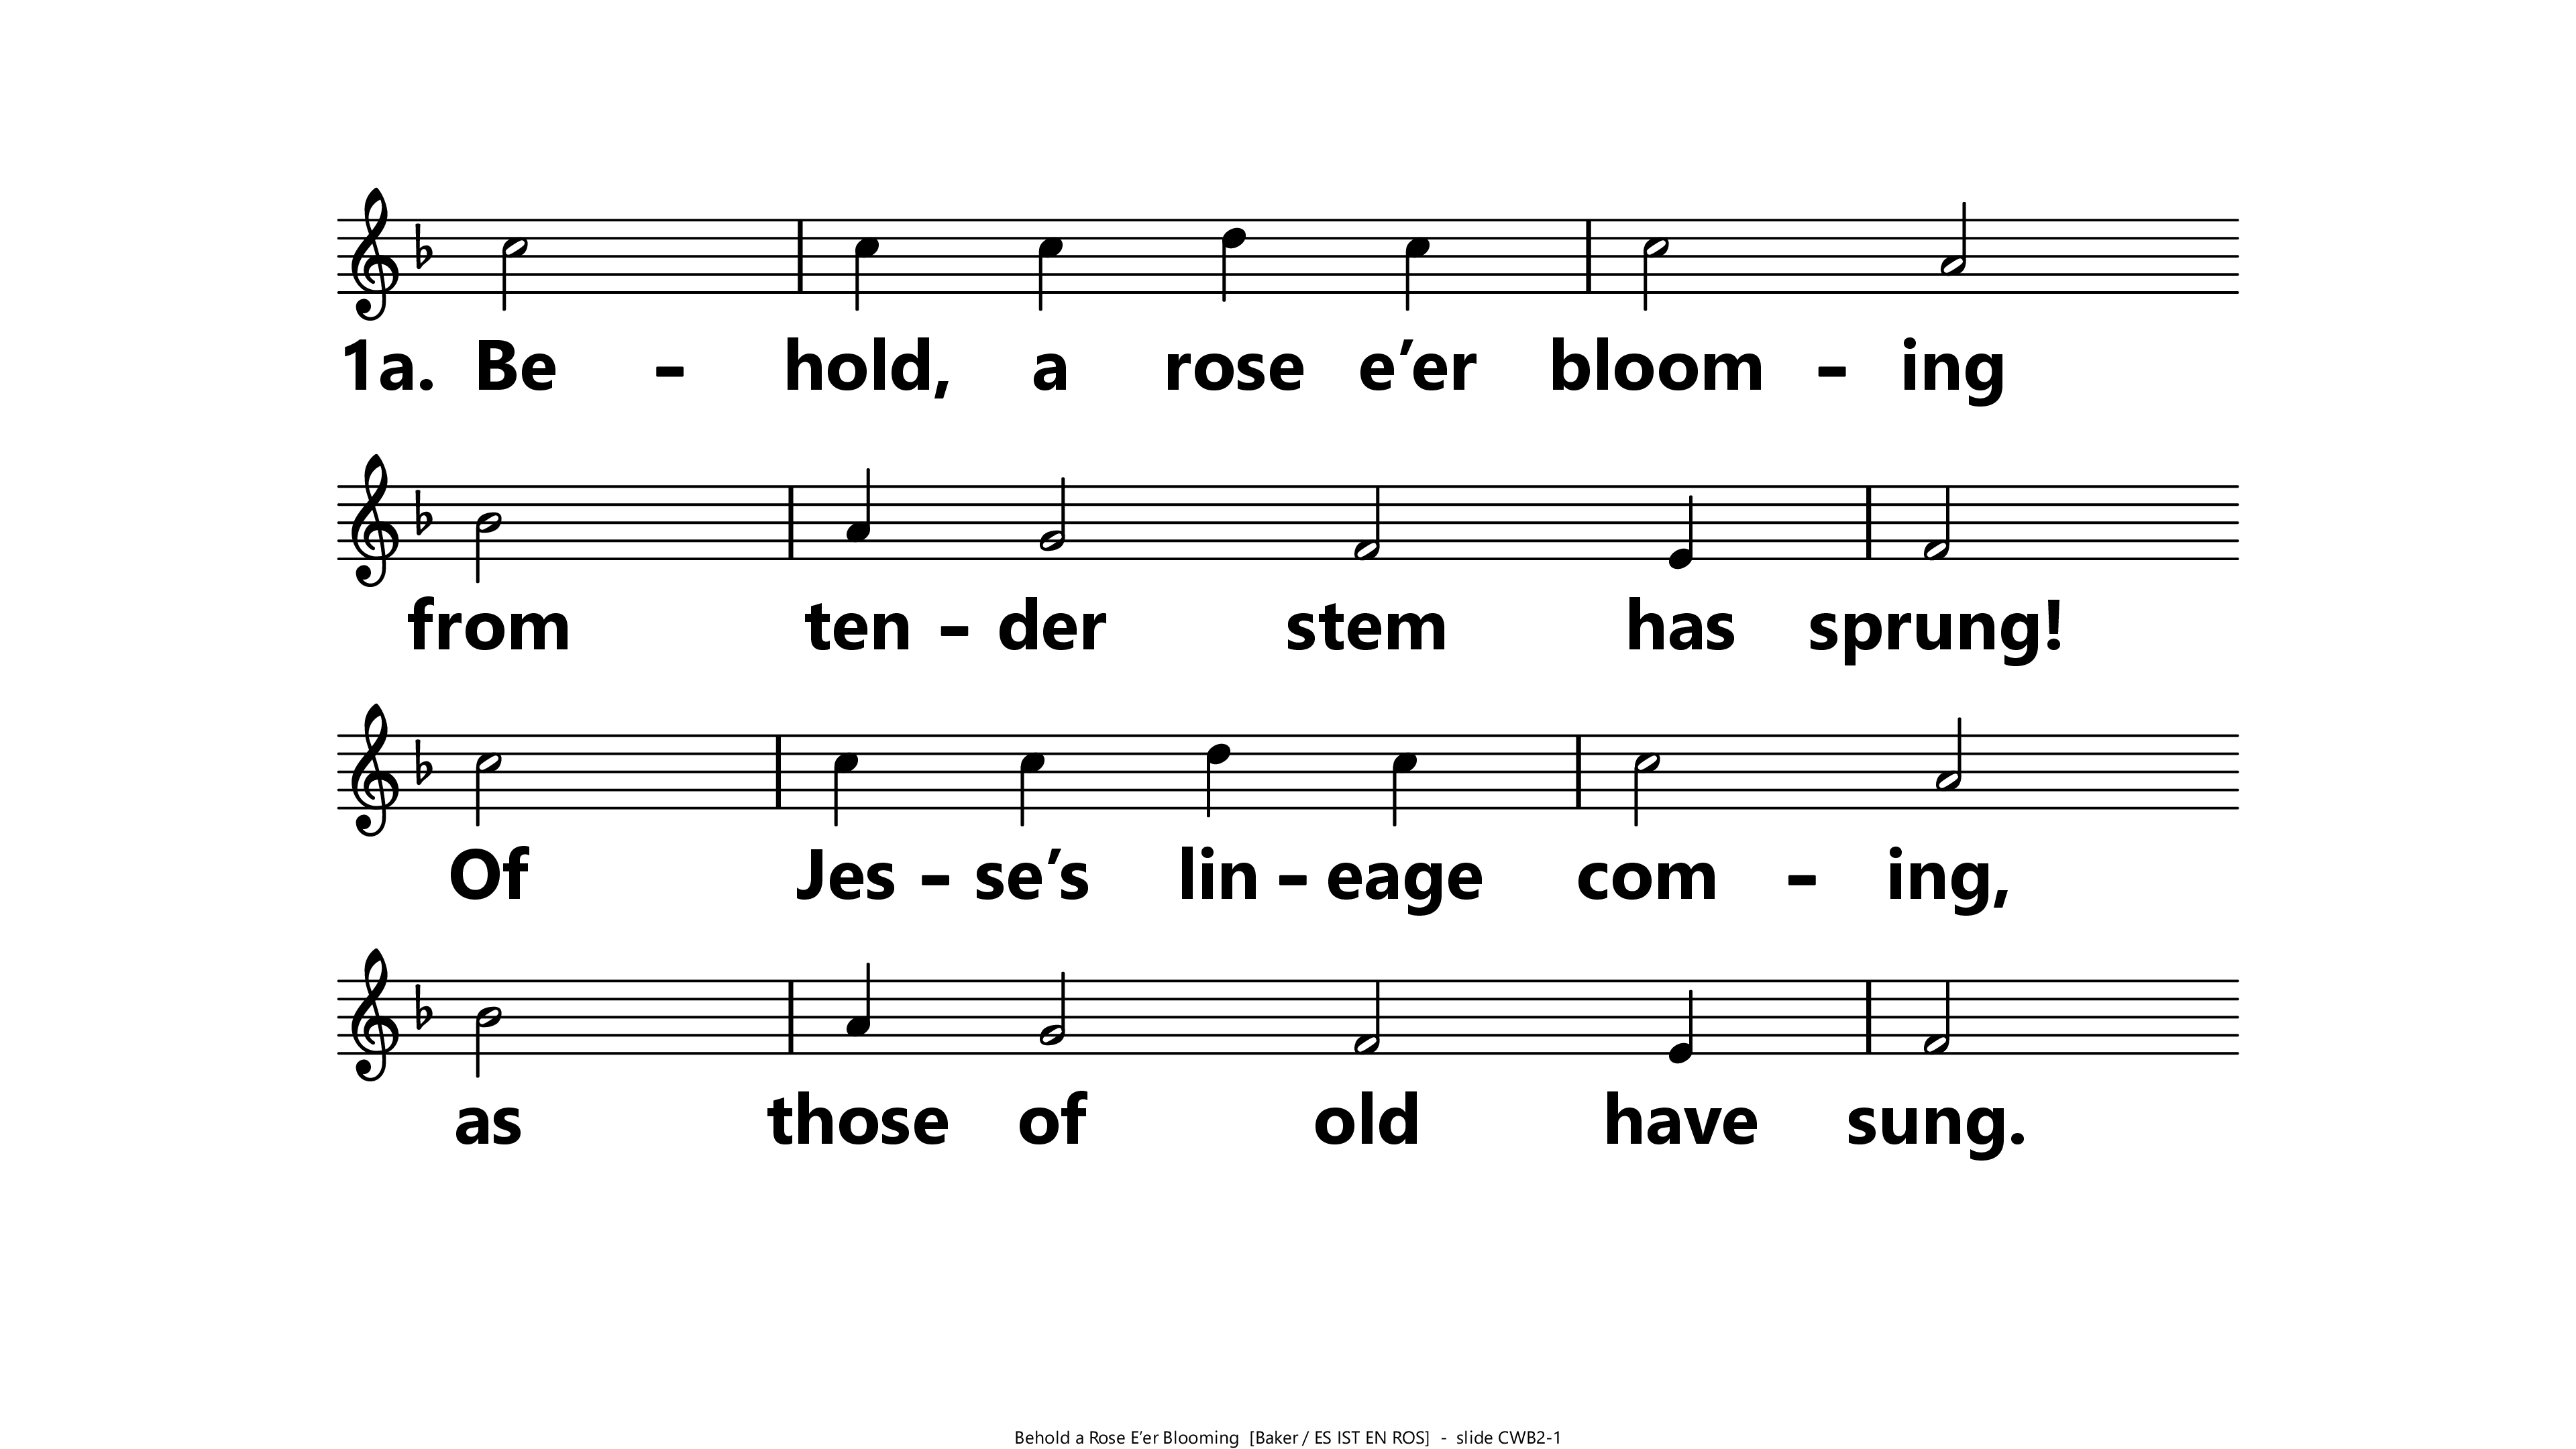 1a. Be - hold, a rose e’er bloom - ing
from ten - der stem has sprung!
Of Jes - se’s lin - eage com - ing,
as those of old have sung.
Behold a Rose E’er Blooming [Baker / ES IST EN ROS] - slide CWB2-1